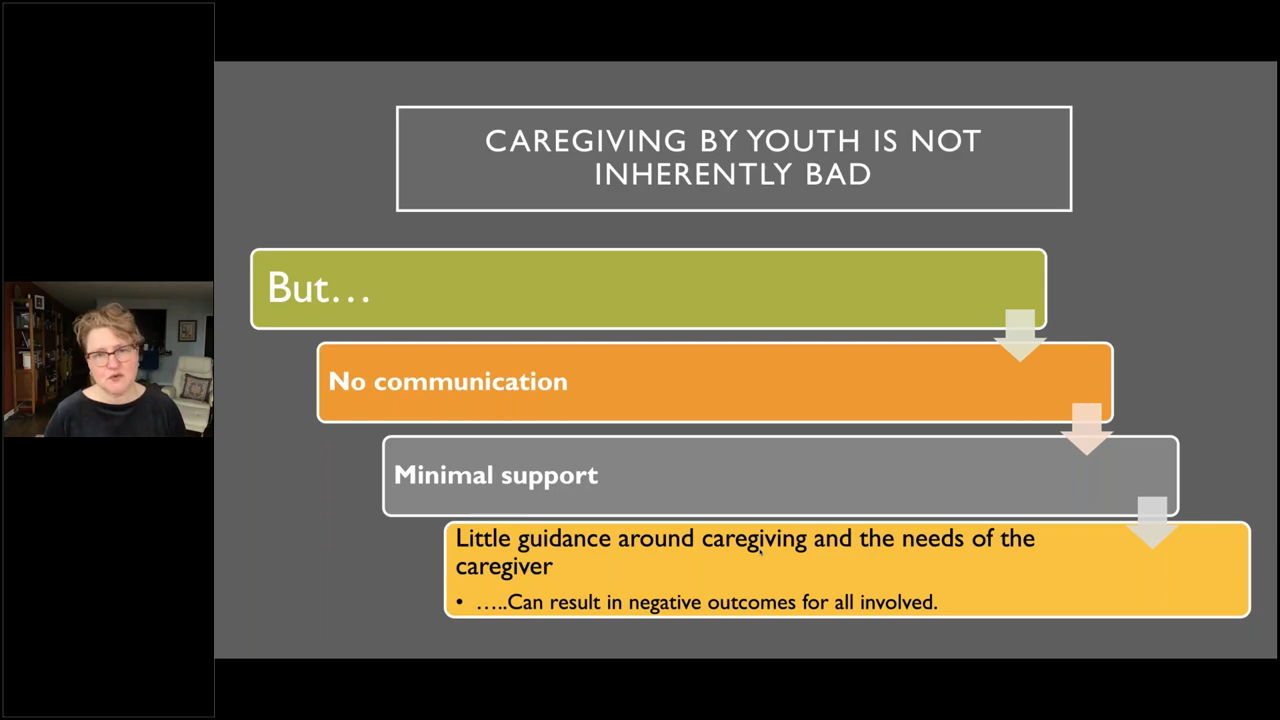 CAREGIVING BY YOUTH IS NOT
INHERENTLY BAD
But…
No communication
Minimal support
Little guidance around caregiving and the needs of the
caregiver
• …..Can result in negative outcomes for all involved.